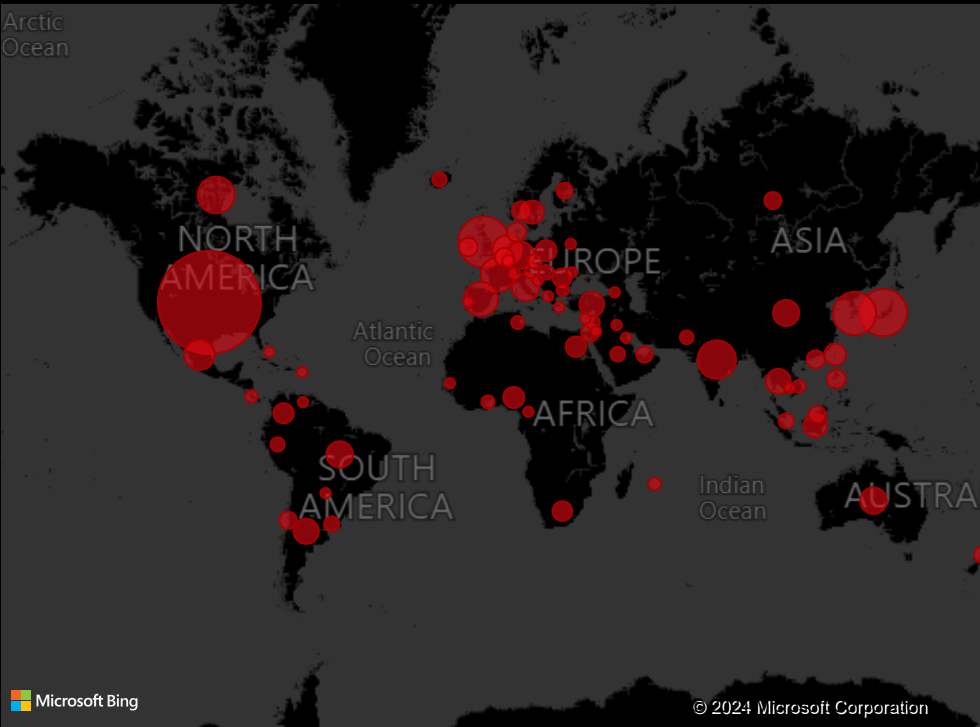 Arctic
Ocean
NORTH
AMERICA
EUROPE
ASIA
Atlantic
Ocean
AFRICA
SOUTH
AMERICA
Indian
Ocean
AUSTRA
Microsoft Bing
© 2024 Microsoft Corporation